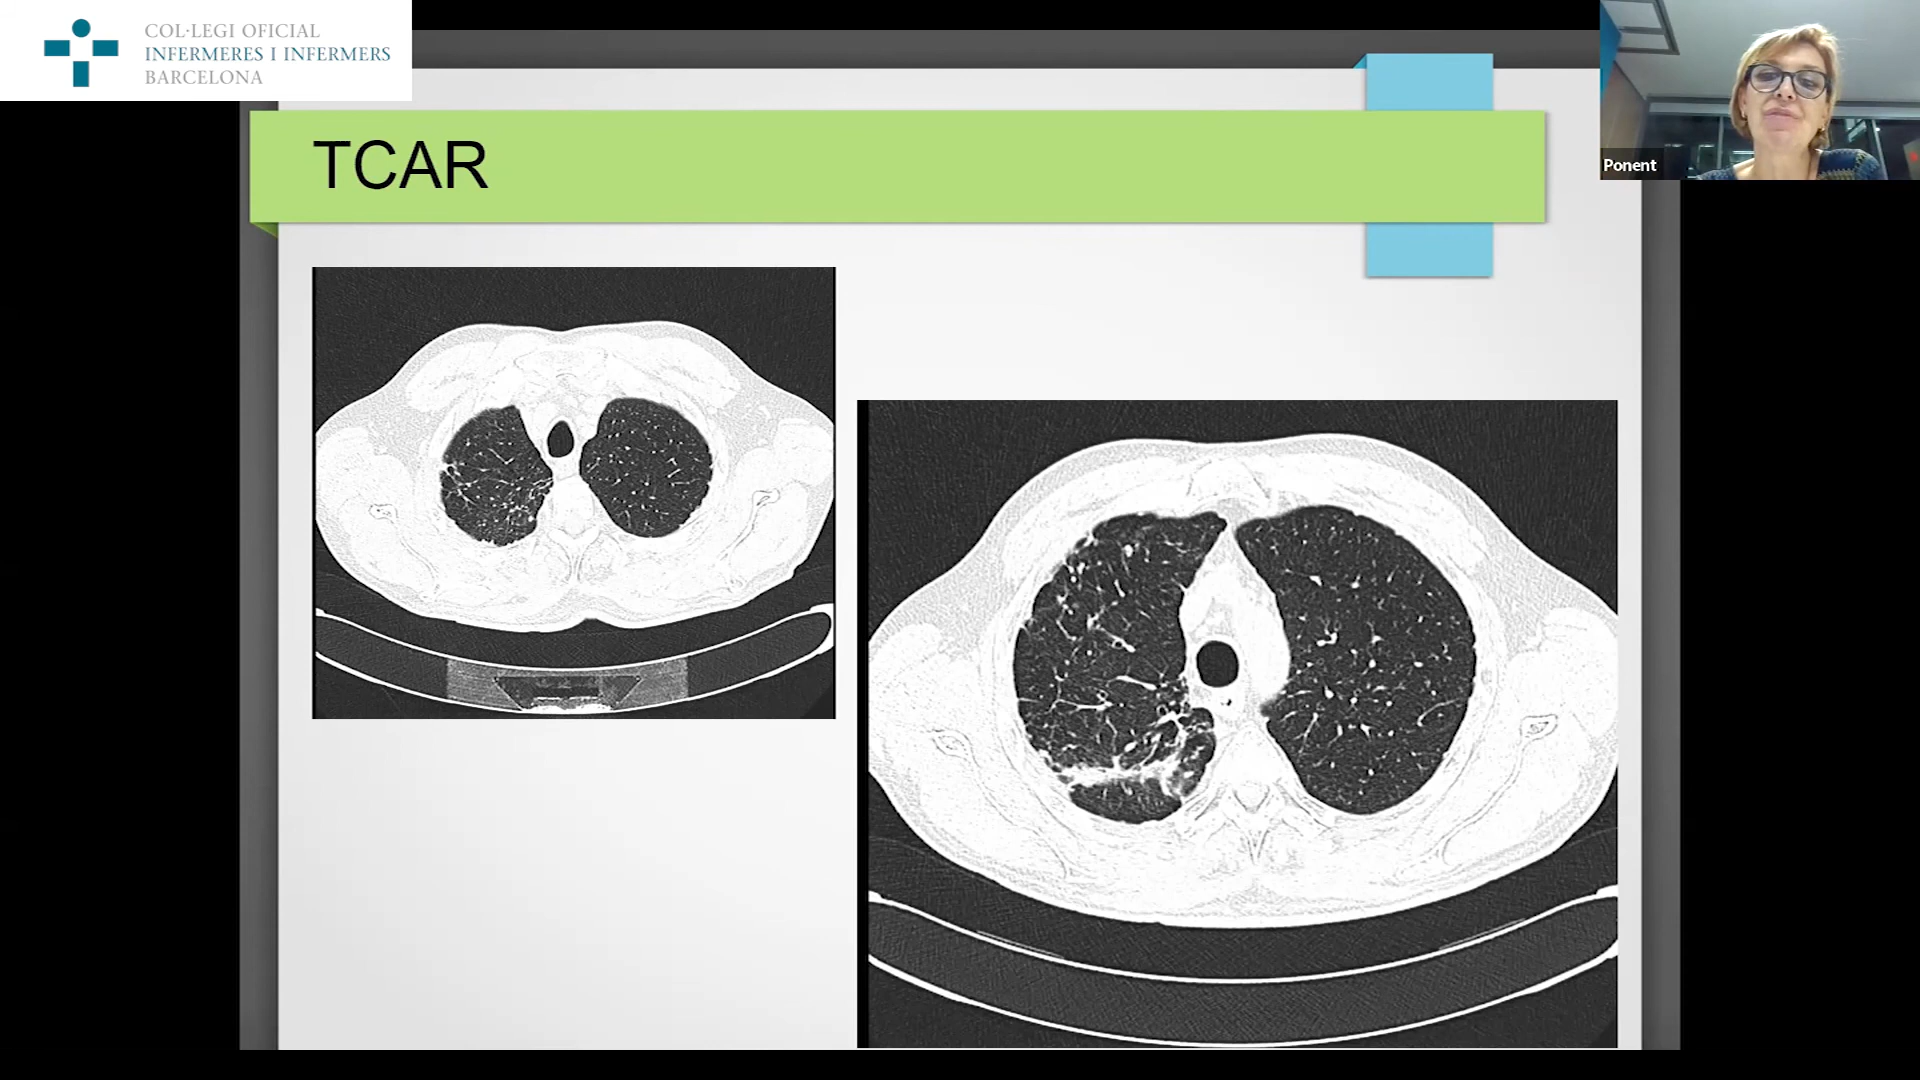 COL·LEGI OFICIAL
INFERMERES I INFERMERS
BARCELONA
TCAR
Ponent